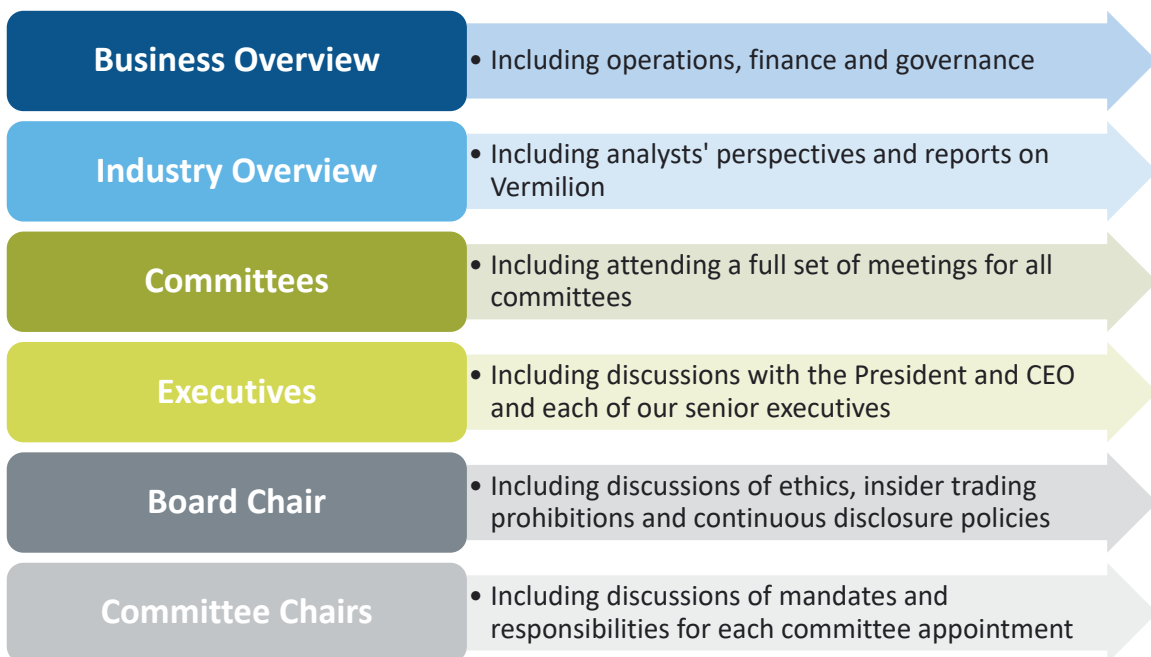 Business Overview
• Including operations, finance and governance
Industry Overview
• Including analysts' perspectives and reports on
Vermilion
Committees
• Including attending a full set of meetings for all
committees
Executives
• Including discussions with the President and CEO
and each of our senior executives
Board Chair
• Including discussions of ethics, insider trading
prohibitions and continuous disclosure policies
Committee Chairs
• Including discussions of mandates and
responsibilities for each committee appointment